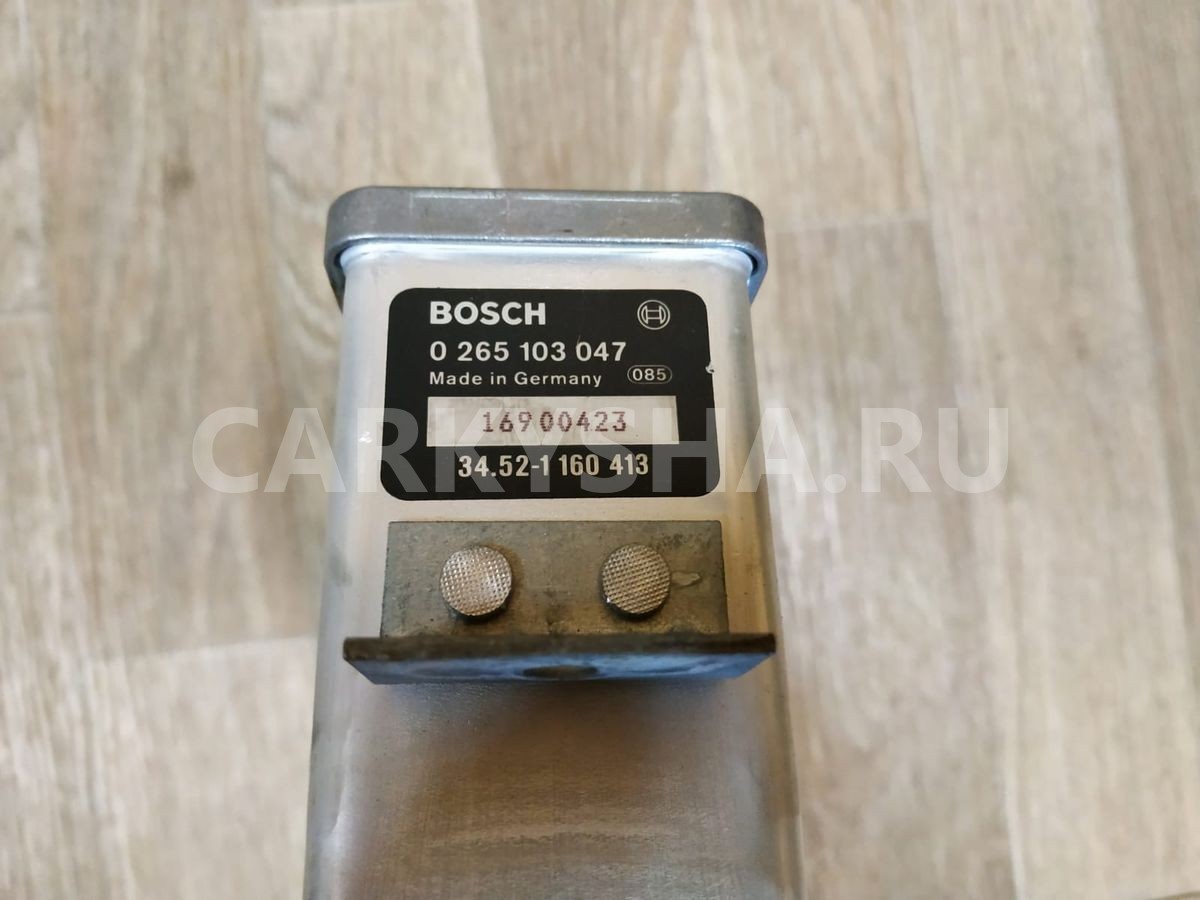 BOSCH
0 265 103 047
Made in Germany 085
16900423
CARKYSHA.RU
34.52-1 160 413